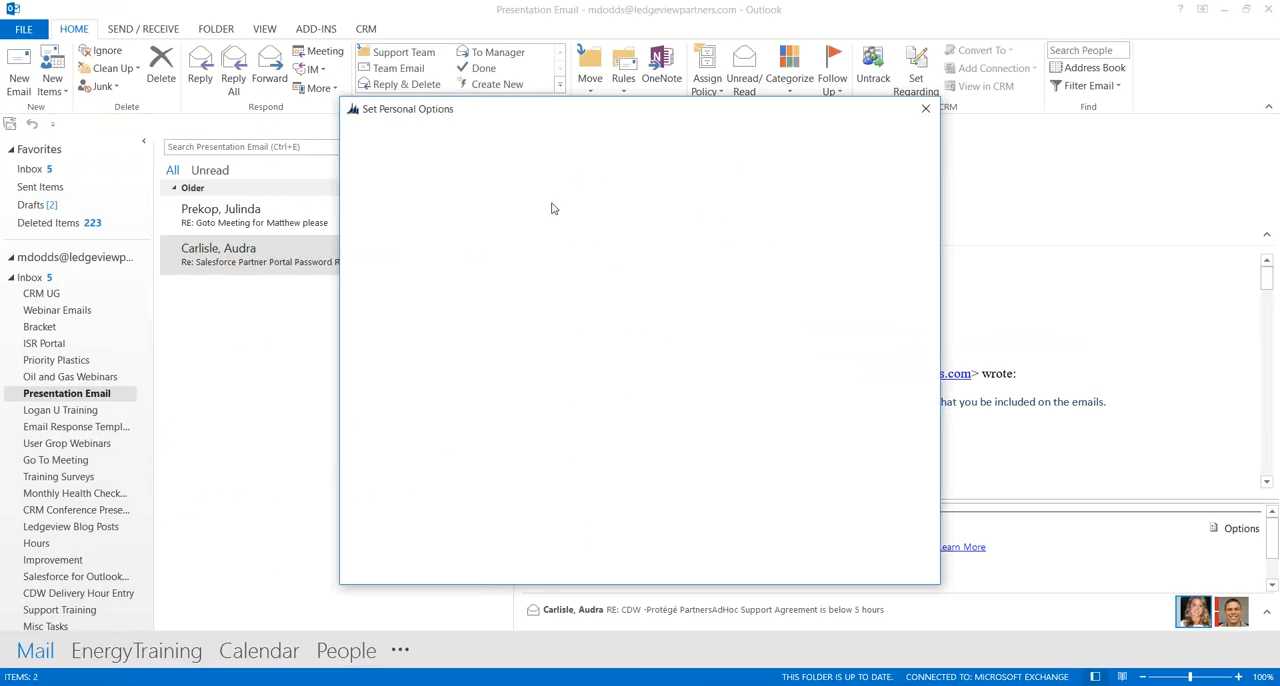 Presentation Email - mdodds@ledgeviewpartners.com - Outlook
FILE HOME SEND / RECEIVE FOLDER VIEW ADD-INS CRM
New Email
New Items
New
Ignore
Clean Up
Junk
Delete
Delete
Reply
Reply All
Forward
Meeting
IM
More
Respond
Support Team
Team Email
Reply & Delete
To Manager
Done
Create New
Move
Rules
OneNote
Assign Policy
Unread/ Read
Categorize
Follow Up
Untrack
Set Regarding
Convert To
Add Connection
View in CRM
CRM
Search People
Address Book
Filter Email
Find
Set Personal Options
Favorites
Inbox 5
Sent Items
Drafts [2]
Deleted Items 223
mdodds@ledgeviewp...
Inbox 5
CRM UG
Webinar Emails
Bracket
ISR Portal
Priority Plastics
Oil and Gas Webinars
Presentation Email
Logan U Training
Email Response Templ...
User Grop Webinars
Go To Meeting
Training Surveys
Monthly Health Check...
CRM Conference Prese...
Ledgeview Blog Posts
Hours
Improvement
Salesforce for Outlook...
CDW Delivery Hour Entry
Support Training
Misc Tasks
Search Presentation Email (Ctrl+E)
All Unread
Older
Prekop, Julinda
RE: Goto Meeting for Matthew please
Carlisle, Audra
Re: Salesforce Partner Portal Password R
s.com> wrote:
hat you be included on the emails.
Options
earn More
Carlisle, Audra RE: CDW -Protégé PartnersAdHoc Support Agreement is below 5 hours
Mail EnergyTraining Calendar People •••
ITEMS: 2
THIS FOLDER IS UP TO DATE. CONNECTED TO: MICROSOFT EXCHANGE 100%